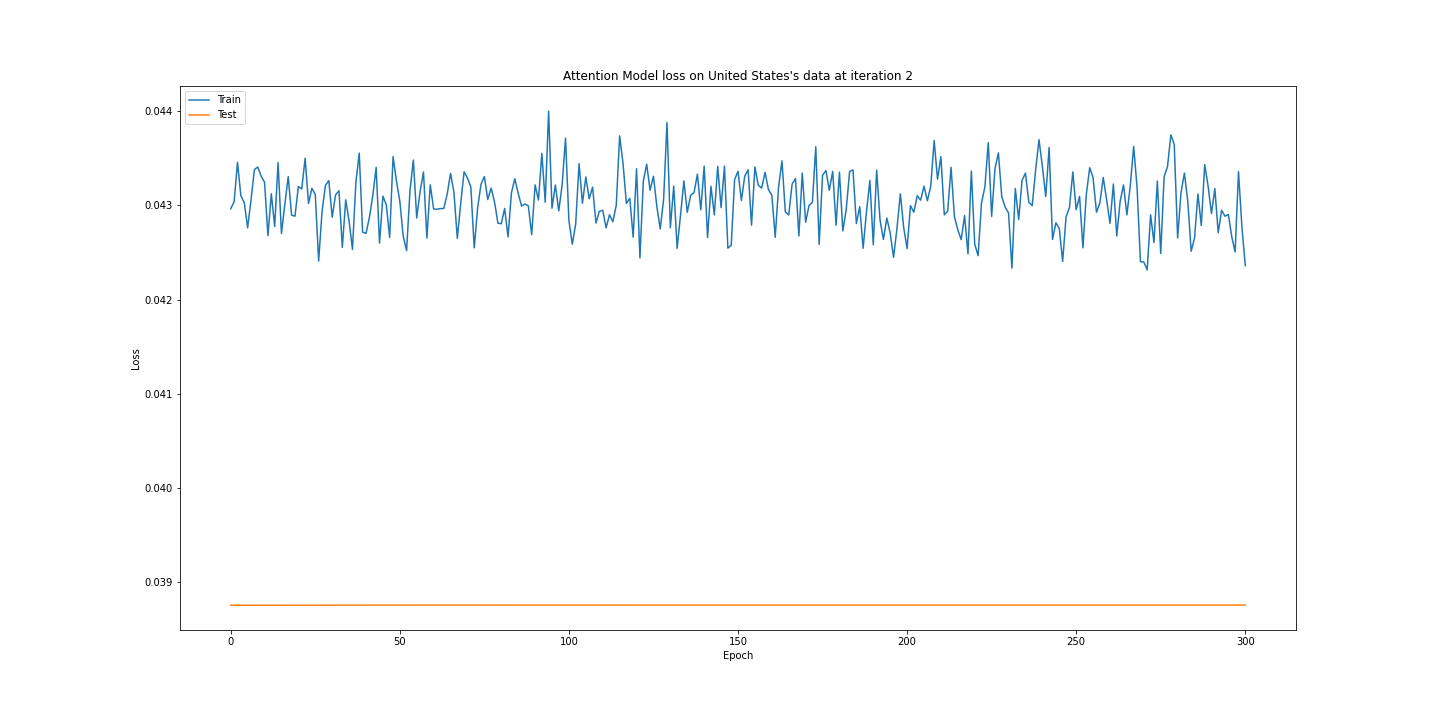 Attention Model loss on United States's data at iteration 2
Train
Test
0.044
0.043
0.042
0.041
0.040
0.039
Loss
0 50 100 150 200 250 300
Epoch